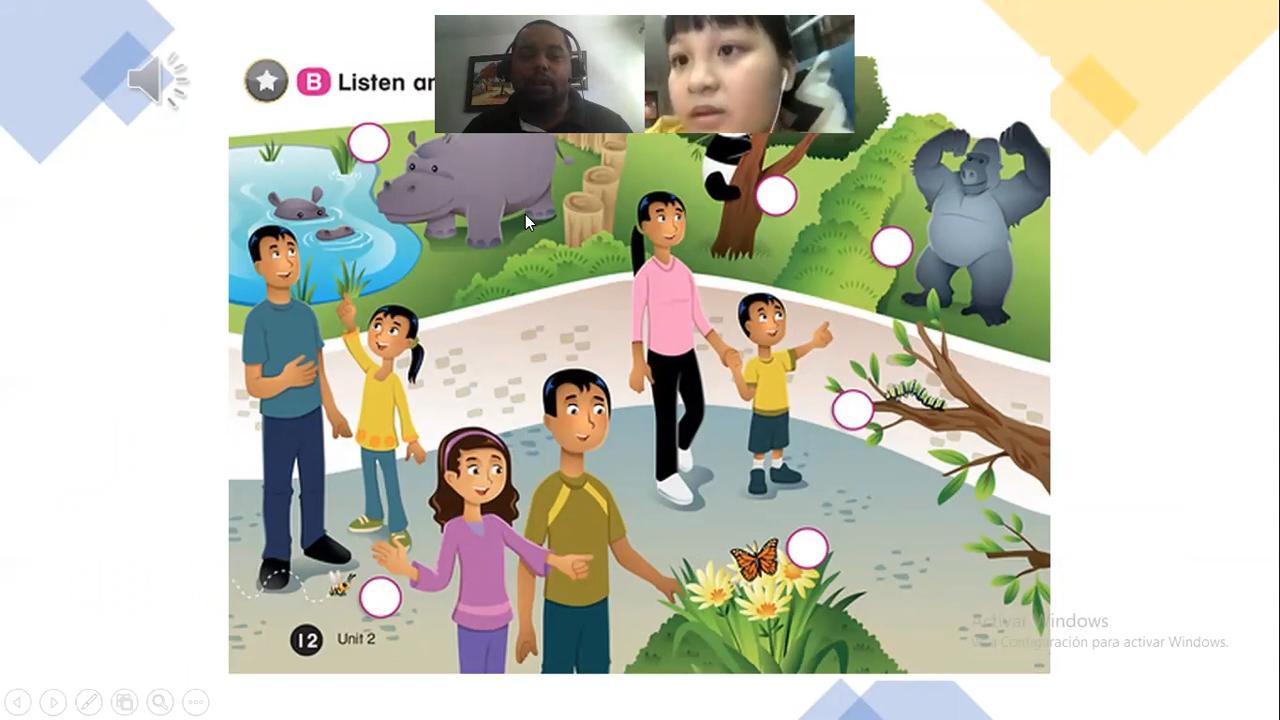 B Listen ar
12 Unit 2
Activar Windows
Configuración para activar Windows.